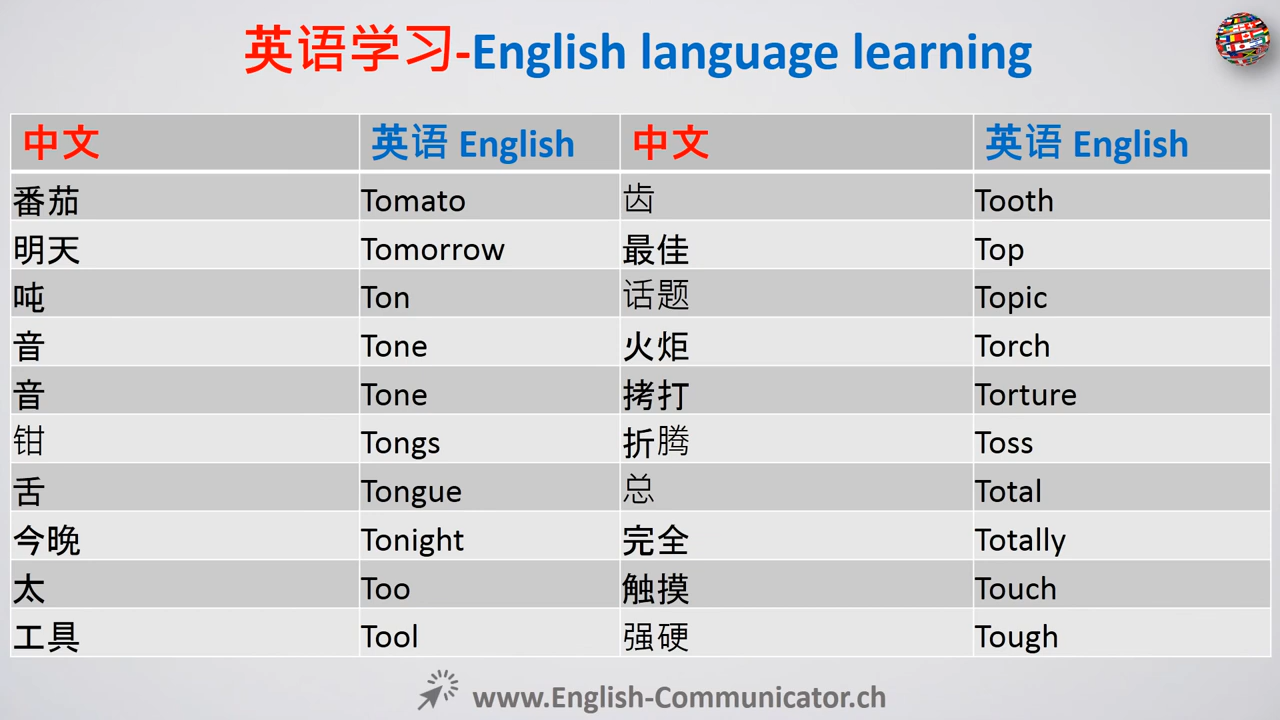 英语学习-English language learning
中文 英语 English 中文 英语 English
番茄 Tomato 齿 Tooth
明天 Tomorrow 最佳 Top
吨 Ton 话题 Topic
音 Tone 火炬 Torch
音 Tone 拷打 Torture
钳 Tongs 折腾 Toss
舌 Tongue 总 Total
今晚 Tonight 完全 Totally
太 Too 触摸 Touch
工具 Tool 强硬 Tough
www.English-Communicator.ch